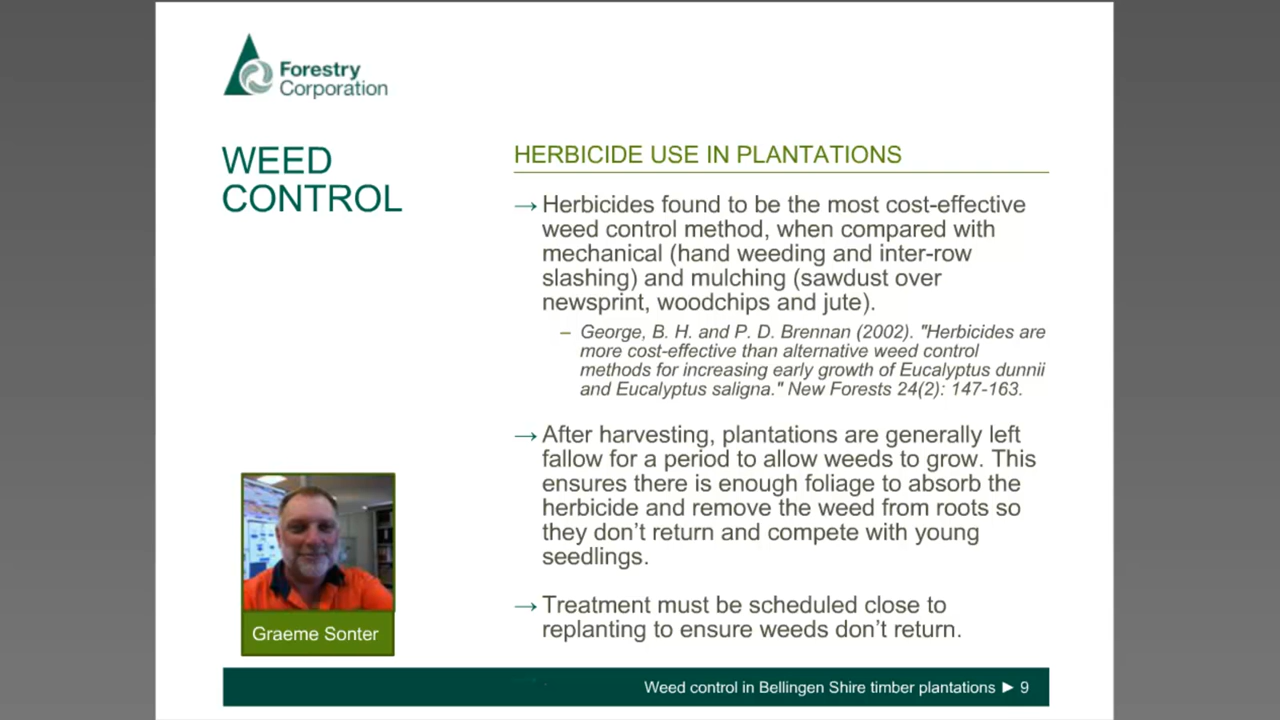 Forestry
Corporation
WEED
CONTROL
HERBICIDE USE IN PLANTATIONS
→ Herbicides found to be the most cost-effective
weed control method, when compared with
mechanical (hand weeding and inter-row
slashing) and mulching (sawdust over
newsprint, woodchips and jute).
– George, B. H. and P. D. Brennan (2002). "Herbicides are
more cost-effective than alternative weed control
methods for increasing early growth of Eucalyptus dunnii
and Eucalyptus saligna." New Forests 24(2): 147-163.
→ After harvesting, plantations are generally left
fallow for a period to allow weeds to grow. This
ensures there is enough foliage to absorb the
herbicide and remove the weed from roots so
they don’t return and compete with young
seedlings.
→ Treatment must be scheduled close to
replanting to ensure weeds don’t return.
Graeme Sonter
Weed control in Bellingen Shire timber plantations ► 9